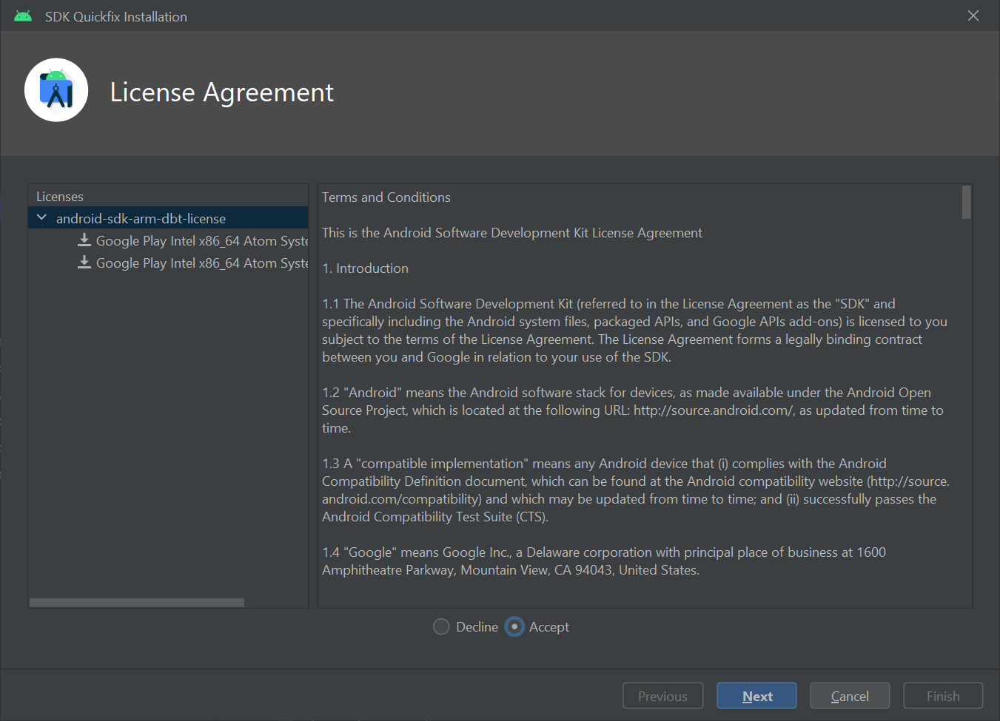 SDK Quickfix Installation
License Agreement
Licenses
android-sdk-arm-dbt-license
Google Play Intel x86_64 Atom Syste
Google Play Intel x86_64 Atom Syste
Terms and Conditions
This is the Android Software Development Kit License Agreement
1. Introduction
1.1 The Android Software Development Kit (referred to in the License Agreement as the "SDK" and
specifically including the Android system files, packaged APIs, and Google APIs add-ons) is licensed to you
subject to the terms of the License Agreement. The License Agreement forms a legally binding contract
between you and Google in relation to your use of the SDK.
1.2 "Android" means the Android software stack for devices, as made available under the Android Open
Source Project, which is located at the following URL: http://source.android.com/, as updated from time to
time.
1.3 A "compatible implementation" means any Android device that (i) complies with the Android
Compatibility Definition document, which can be found at the Android compatibility website (http://source.
android.com/compatibility) and which may be updated from time to time; and (ii) successfully passes the
Android Compatibility Test Suite (CTS).
1.4 "Google" means Google Inc., a Delaware corporation with principal place of business at 1600
Amphitheatre Parkway, Mountain View, CA 94043, United States.
Decline
Accept
Previous
Next
Cancel
Finish